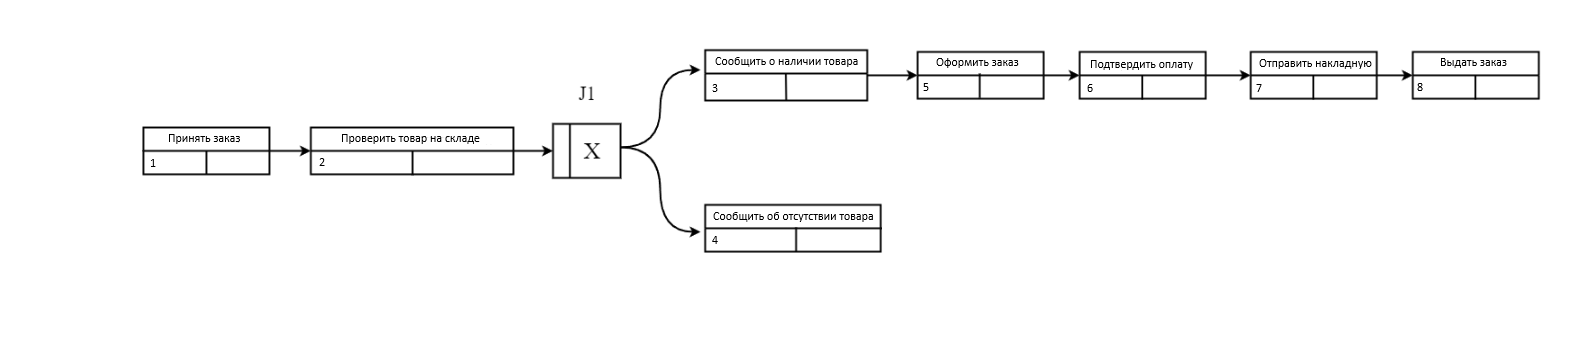 Принять заказ
1
Проверить товар на складе
2
J1
X
Сообщить о наличии товара
3
Оформить заказ
5
Подтвердить оплату
6
Отправить накладную
7
Выдать заказ
8
Сообщить об отсутствии товара
4